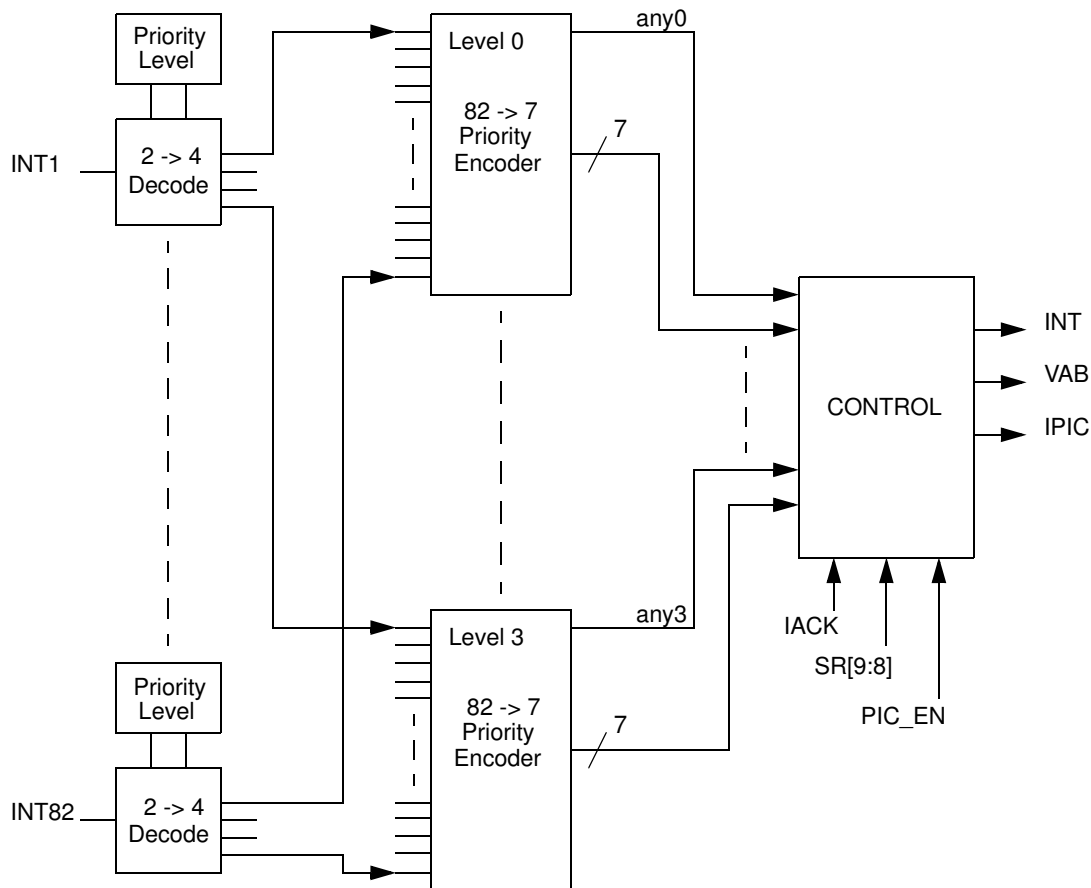 Priority
Level
INT1
2 -> 4
Decode
Level 0
82 -> 7
Priority
Encoder
any0
7
CONTROL
INT
VAB
IPIC
IACK
SR[9:8]
PIC_EN
Priority
Level
INT82
2 -> 4
Decode
Level 3
82 -> 7
Priority
Encoder
any3
7